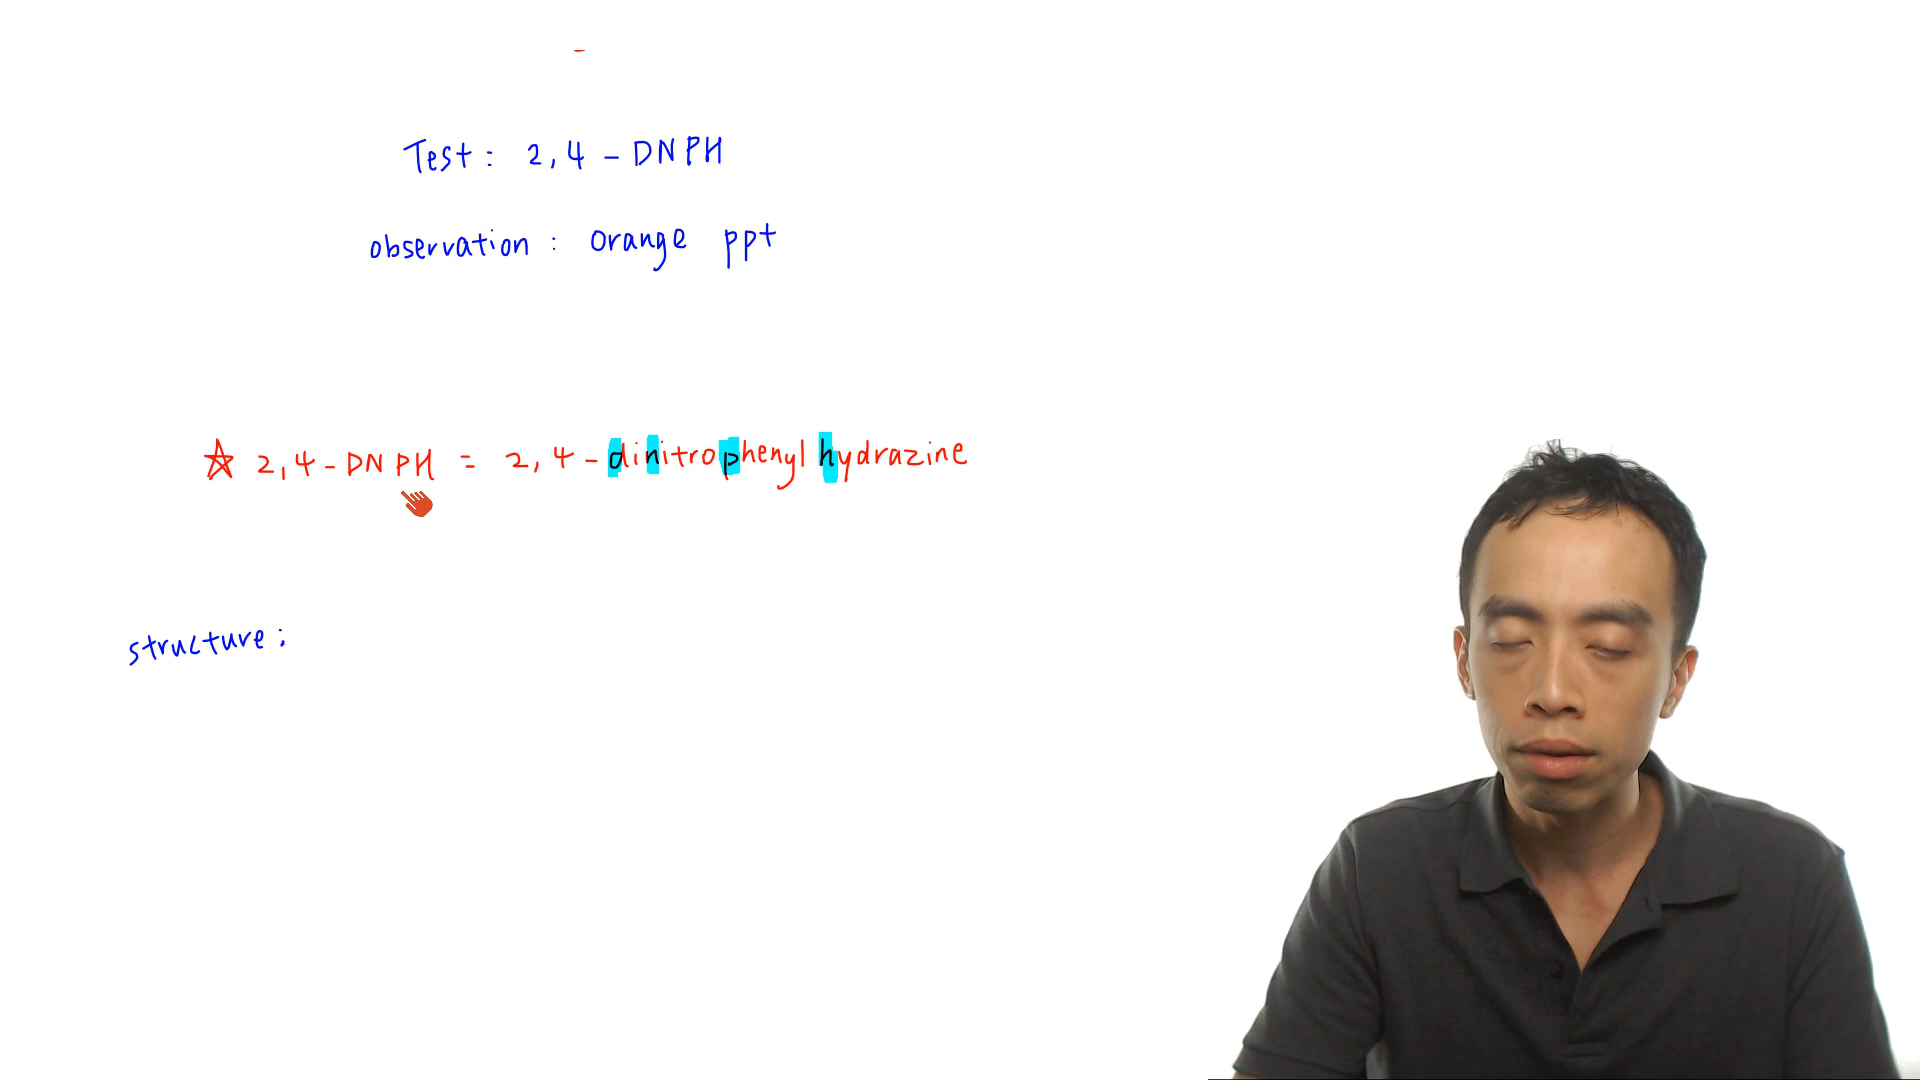 Test : 2,4 - DNPH
observation : orange ppt
☆ 2,4-DNPH = 2,4-dinitrophenyl hydrazine
structure :